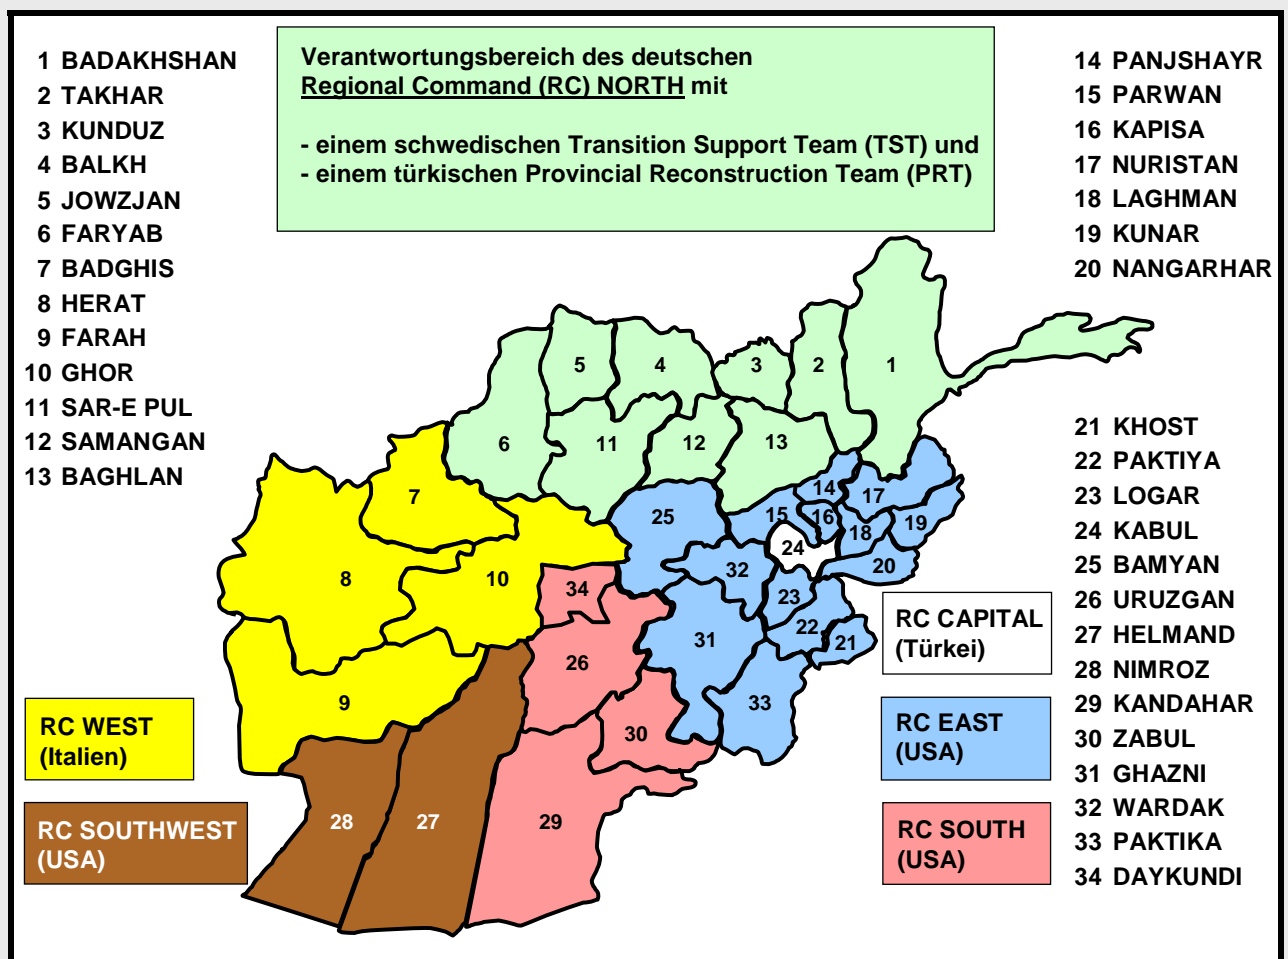 1 BADAKHSHAN
2 TAKHAR
3 KUNDUZ
4 BALKH
5 JOWZJAN
6 FARYAB
7 BADGHIS
8 HERAT
9 FARAH
10 GHOR
11 SAR-E PUL
12 SAMANGAN
13 BAGHLAN
Verantwortungsbereich des deutschen
Regional Command (RC) NORTH mit
- einem schwedischen Transition Support Team (TST) und
- einem türkischen Provincial Reconstruction Team (PRT)
14 PANJSHAYR
15 PARWAN
16 KAPISA
17 NURISTAN
18 LAGHMAN
19 KUNAR
20 NANGARHAR
21 KHOST
22 PAKTIYA
23 LOGAR
24 KABUL
25 BAMYAN
26 URUZGAN
27 HELMAND
28 NIMROZ
29 KANDAHAR
30 ZABUL
31 GHAZNI
32 WARDAK
33 PAKTIKA
34 DAYKUNDI
5
4
3
2
1
6
11
12
13
7
25
15
14
16
17
18
19
24
20
8
10
34
32
23
22
21
31
26
9
30
33
28
27
29
RC WEST
(Italien)
RC SOUTHWEST
(USA)
RC CAPITAL
(Türkei)
RC EAST
(USA)
RC SOUTH
(USA)